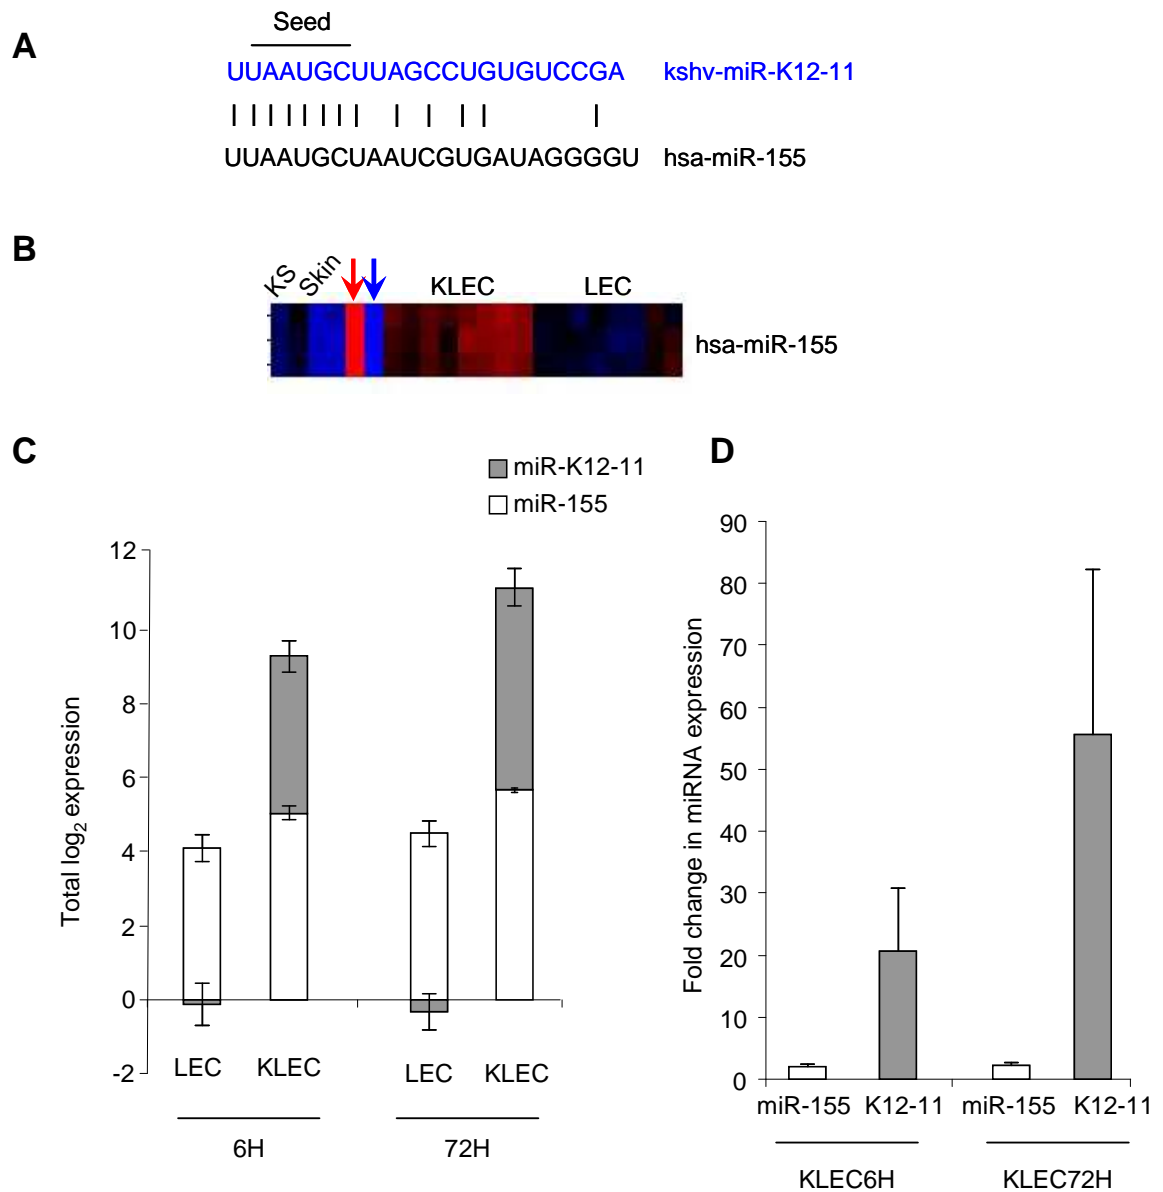 A
Seed
UUAAUGCUUAGCCUGUGUCCGA kshv-miR-K12-11
UUAAUGCUAAUCGUGAUAGGGGU hsa-miR-155
B
KS Skin KLEC LEC
hsa-miR-155
C
miR-K12-11
miR-155
Total log2 expression
12
10
8
6
4
2
0
-2
LEC KLEC LEC KLEC
6H 72H
D
Fold change in miRNA expression
90
80
70
60
50
40
30
20
10
0
miR-155 K12-11 miR-155 K12-11
KLEC6H KLEC72H